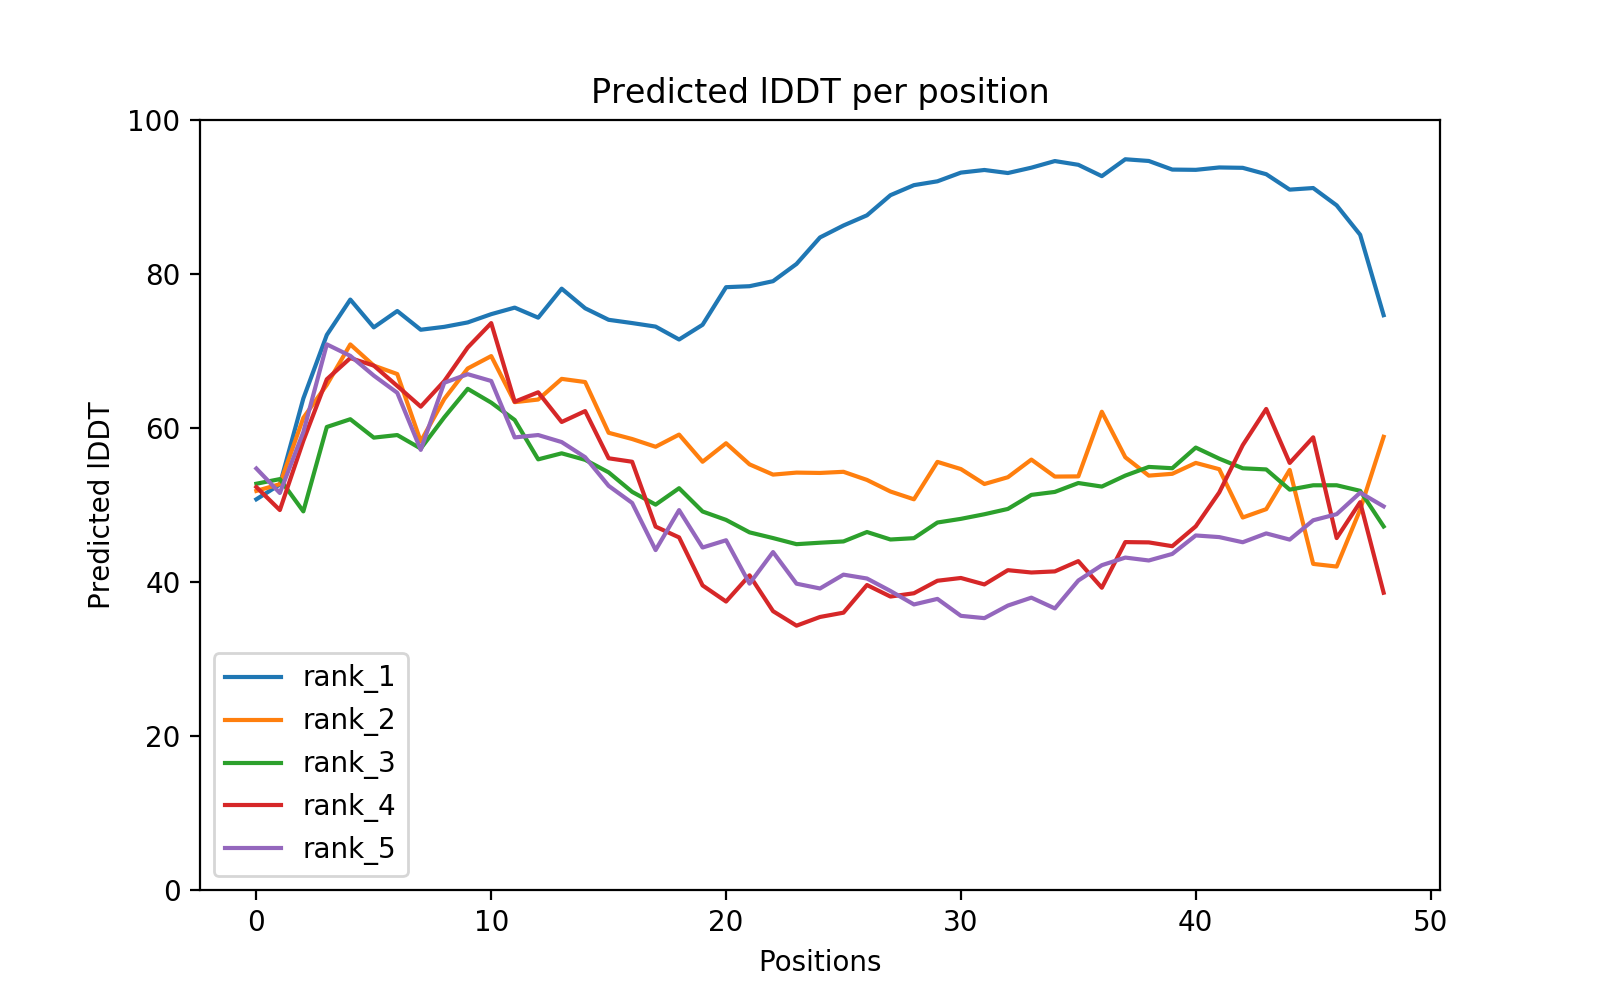 Predicted lDDT per position
100
80
60
40
20
0
Predicted lDDT
rank_1
rank_2
rank_3
rank_4
rank_5
0 10 20 30 40 50
Positions